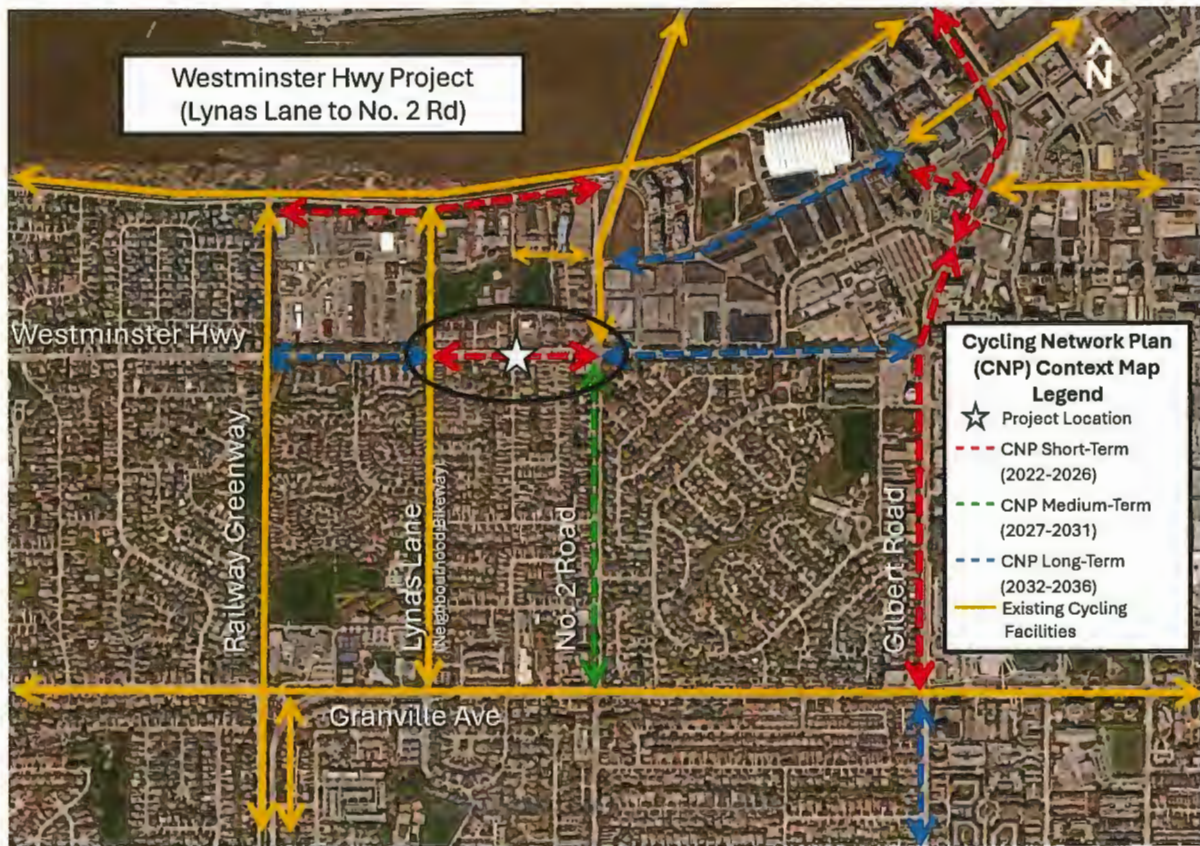 Westminster Hwy Project
(Lynas Lane to No. 2 Rd)
N
Westminster Hwy
Railway Greenway
Lynas Lane
(Neighbourhood Bikeway)
No. 2 Road
Gilbert Road
Granville Ave
Cycling Network Plan
(CNP) Context Map
Legend
Project Location
CNP Short-Term
(2022-2026)
CNP Medium-Term
(2027-2031)
CNP Long-Term
(2032-2036)
Existing Cycling
Facilities